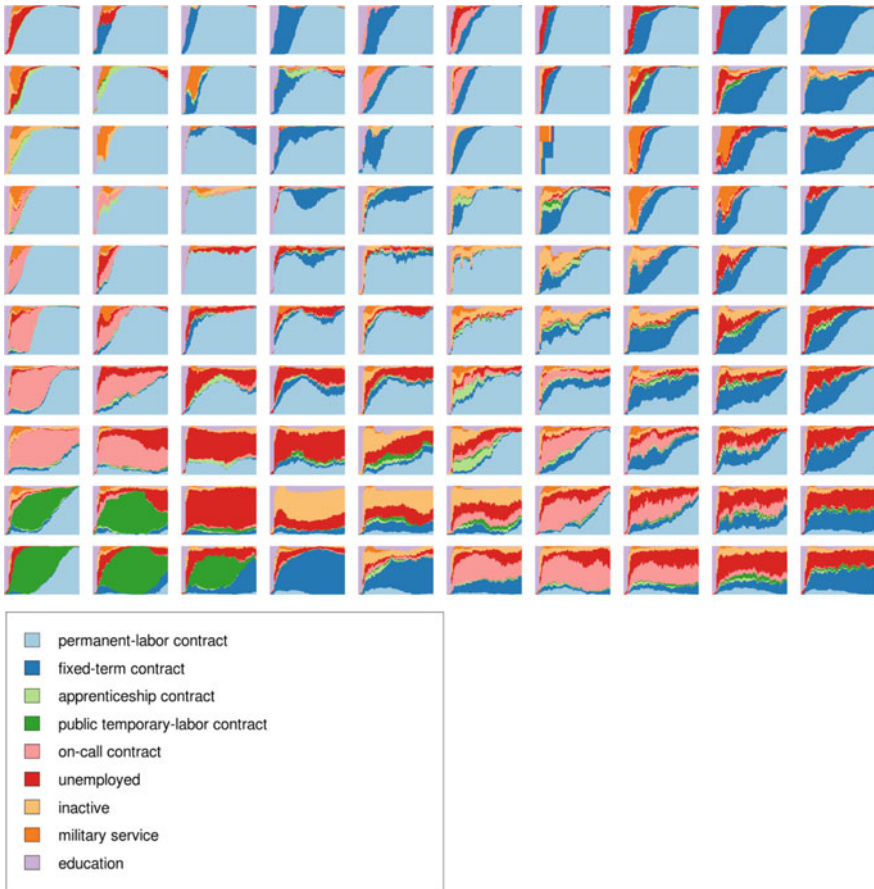 permanent-labor contract
fixed-term contract
apprenticeship contract
public temporary-labor contract
on-call contract
unemployed
inactive
military service
education